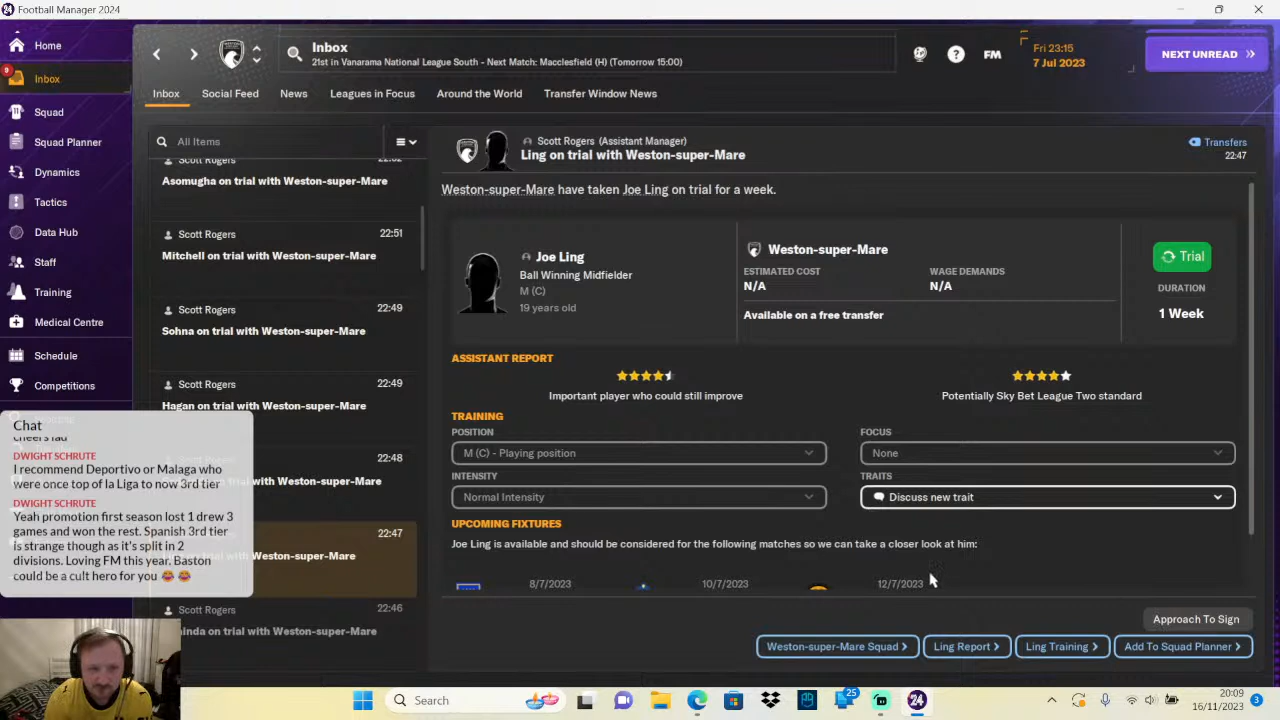 Football Manager 2024
Home
9
Inbox
Squad
Squad Planner
Dynamics
Tactics
Data Hub
Staff
Training
Medical Centre
Schedule
Competitions
Inbox
21st in Vanarama National League South - Next Match: Macclesfield (H) (Tomorrow 15:00)
FM
Fri 23:15
7 Jul 2023
NEXT UNREAD
Inbox
Social Feed
News
Leagues in Focus
Around the World
Transfer Window News
All Items
Scott Rogers
Asomugha on trial with Weston-super-Mare
Scott Rogers 22:51
Mitchell on trial with Weston-super-Mare
Scott Rogers 22:49
Sohna on trial with Weston-super-Mare
Scott Rogers 22:49
Hagan on trial with Weston-super-Mare
22:48
with Weston-super-Mare
22:47
trial with Weston-super-Mare
Scott Rogers 22:46
inda on trial with Weston-super-Mare
Scott Rogers (Assistant Manager)
Ling on trial with Weston-super-Mare
Transfers
22:47
Weston-super-Mare have taken Joe Ling on trial for a week.
Joe Ling
Ball Winning Midfielder
M (C)
19 years old
Weston-super-Mare
ESTIMATED COST
N/A
WAGE DEMANDS
N/A
Available on a free transfer
Trial
DURATION
1 Week
ASSISTANT REPORT
Important player who could still improve
Potentially Sky Bet League Two standard
TRAINING
POSITION
M (C) - Playing position
FOCUS
None
INTENSITY
Normal Intensity
TRAITS
Discuss new trait
UPCOMING FIXTURES
Joe Ling is available and should be considered for the following matches so we can take a closer look at him:
8/7/2023
10/7/2023
12/7/2023
Approach To Sign
Weston-super-Mare Squad
Ling Report
Ling Training
Add To Squad Planner
Chat
cheers lad
DWIGHT SCHRUTE
I recommend Deportivo or Malaga who
were once top of la Liga to now 3rd tier
DWIGHT SCHRUTE
Yeah promotion first season lost 1 drew 3
games and won the rest. Spanish 3rd tier
is strange though as it's split in 2
divisions. Loving FM this year. Baston
could be a cult hero for you 😂 😂
Search
25
24
20:09
16/11/2023
3